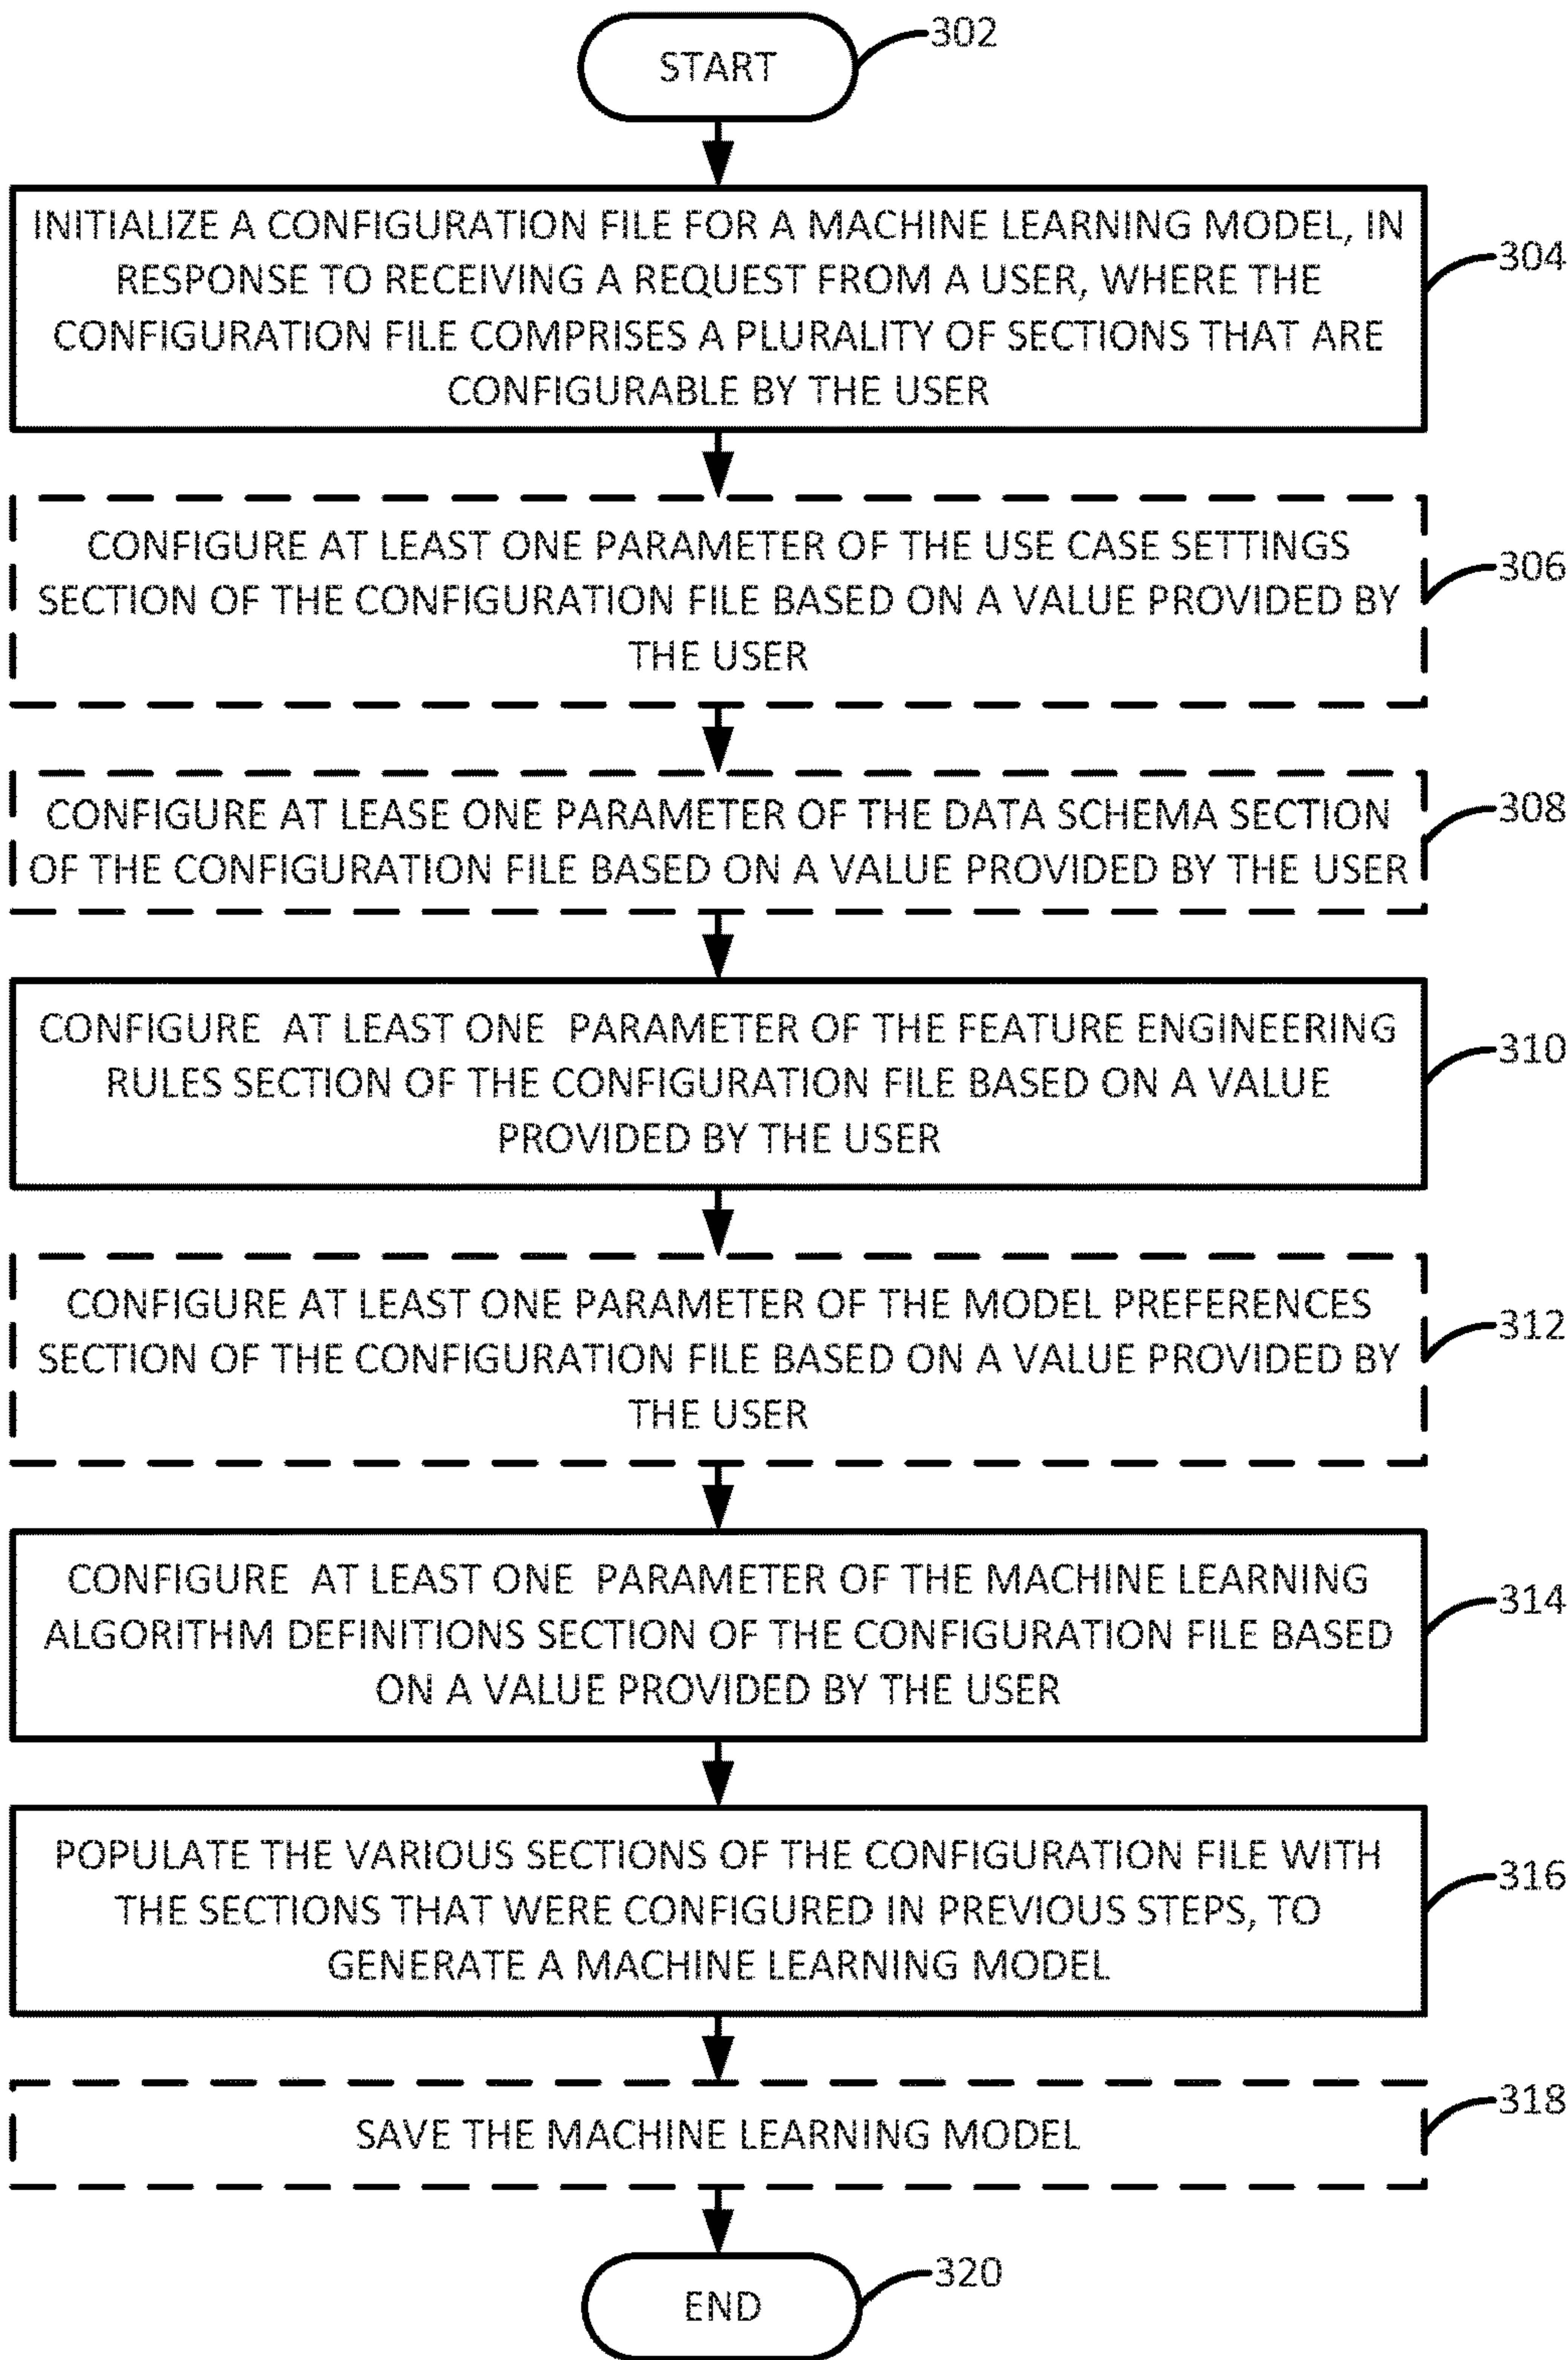 START
302
INITIALIZE A CONFIGURATION FILE FOR A MACHINE LEARNING MODEL, IN
RESPONSE TO RECEIVING A REQUEST FROM A USER, WHERE THE
CONFIGURATION FILE COMPRISES A PLURALITY OF SECTIONS THAT ARE
CONFIGURABLE BY THE USER
304
CONFIGURE AT LEAST ONE PARAMETER OF THE USE CASE SETTINGS
SECTION OF THE CONFIGURATION FILE BASED ON A VALUE PROVIDED BY
THE USER
306
CONFIGURE AT LEASE ONE PARAMETER OF THE DATA SCHEMA SECTION
OF THE CONFIGURATION FILE BASED ON A VALUE PROVIDED BY THE USER
308
CONFIGURE AT LEAST ONE PARAMETER OF THE FEATURE ENGINEERING
RULES SECTION OF THE CONFIGURATION FILE BASED ON A VALUE
PROVIDED BY THE USER
310
CONFIGURE AT LEAST ONE PARAMETER OF THE MODEL PREFERENCES
SECTION OF THE CONFIGURATION FILE BASED ON A VALUE PROVIDED BY
THE USER
312
CONFIGURE AT LEAST ONE PARAMETER OF THE MACHINE LEARNING
ALGORITHM DEFINITIONS SECTION OF THE CONFIGURATION FILE BASED
ON A VALUE PROVIDED BY THE USER
314
POPULATE THE VARIOUS SECTIONS OF THE CONFIGURATION FILE WITH
THE SECTIONS THAT WERE CONFIGURED IN PREVIOUS STEPS, TO
GENERATE A MACHINE LEARNING MODEL
316
SAVE THE MACHINE LEARNING MODEL
318
END
320